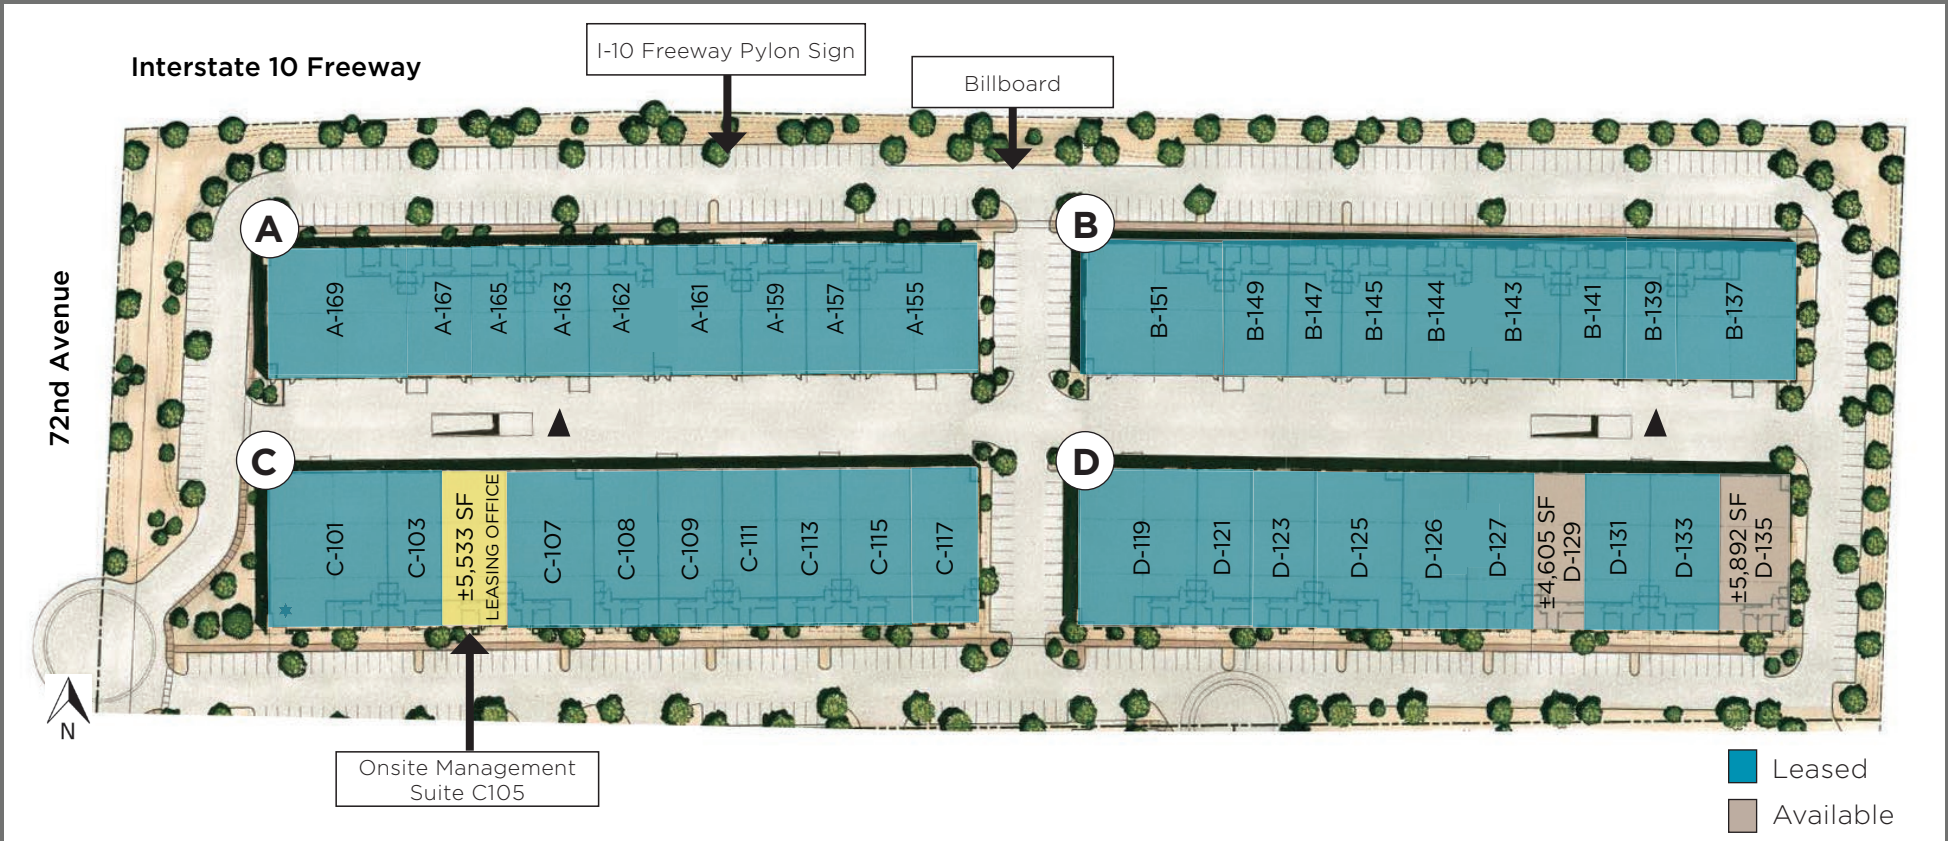 I-10 Freeway Pylon Sign
Interstate 10 Freeway
Billboard
72nd Avenue
A
B
A-169
A-167
A-165
A-163
A-162
A-161
A-159
A-157
A-155
B-151
B-149
B-147
B-145
B-144
B-143
B-141
B-139
B-137
C
D
C-101
C-103
±5,533 SF
LEASING OFFICE
C-107
C-108
C-109
C-111
C-113
C-115
C-117
D-119
D-121
D-123
D-125
D-126
D-127
±4,605 SF
D-129
D-131
D-133
±5,892 SF
D-135
N
Onsite Management
Suite C105
Leased
Available